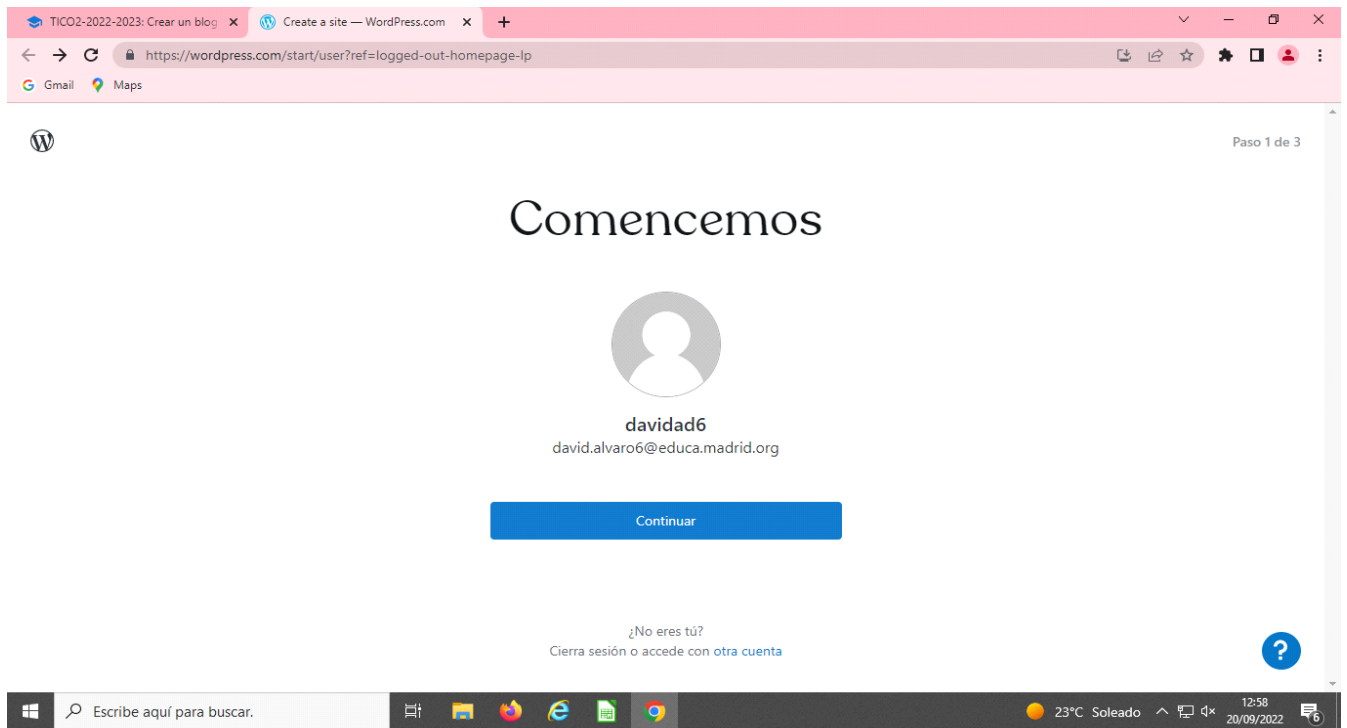 TICO2-2022-2023: Crear un blog
Create a site — WordPress.com
https://wordpress.com/start/user?ref=logged-out-homepage-lp
Gmail
Maps
Paso 1 de 3
Comencemos
davidad6
david.alvaro6@educa.madrid.org
Continuar
¿No eres tú?
Cierra sesión o accede con otra cuenta
?
Escribe aquí para buscar.
23°C Soleado
12:58
20/09/2022
6